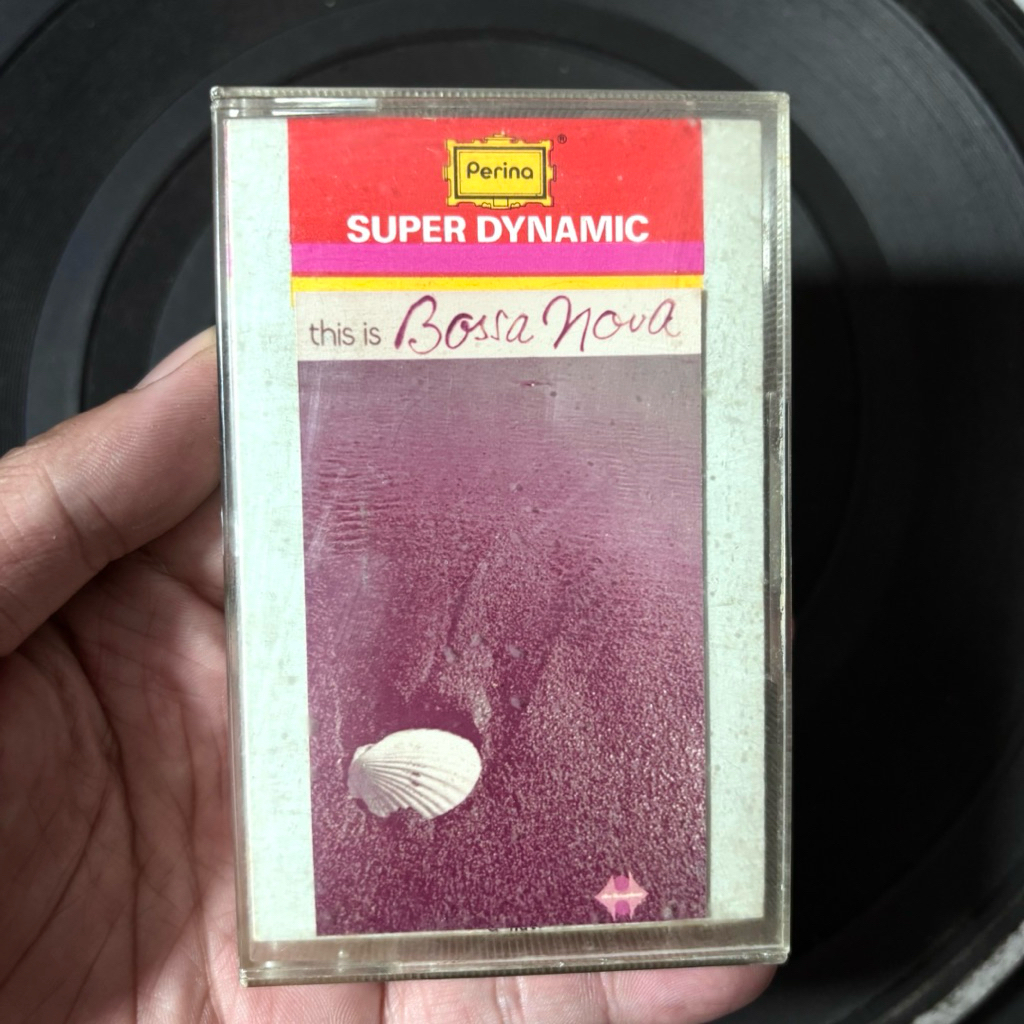 Perina ®
SUPER DYNAMIC
this is Bossa Nova